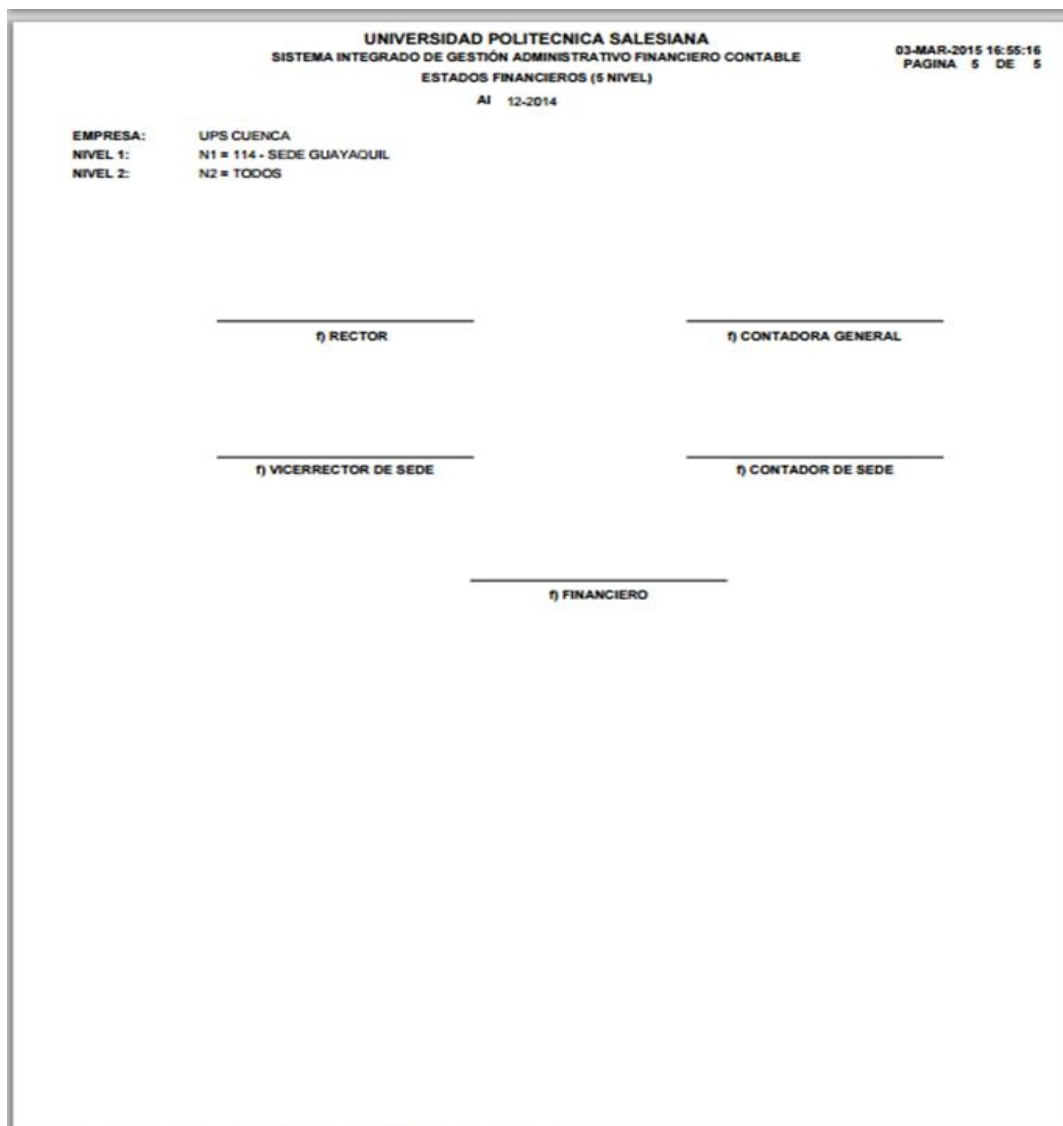 UNIVERSIDAD POLITECNICA SALESIANA
SISTEMA INTEGRADO DE GESTIÓN ADMINISTRATIVO FINANCIERO CONTABLE
03-MAR-2015 16:55:16
PAGINA 5 DE 5
ESTADOS FINANCIEROS (5 NIVEL)
Al 12-2014
EMPRESA: UPS CUENCA
NIVEL 1: N1 = 114 - SEDE GUAYAQUIL
NIVEL 2: N2 = TODOS
f) RECTOR f) CONTADORA GENERAL
f) VICERRECTOR DE SEDE f) CONTADOR DE SEDE
f) FINANCIERO